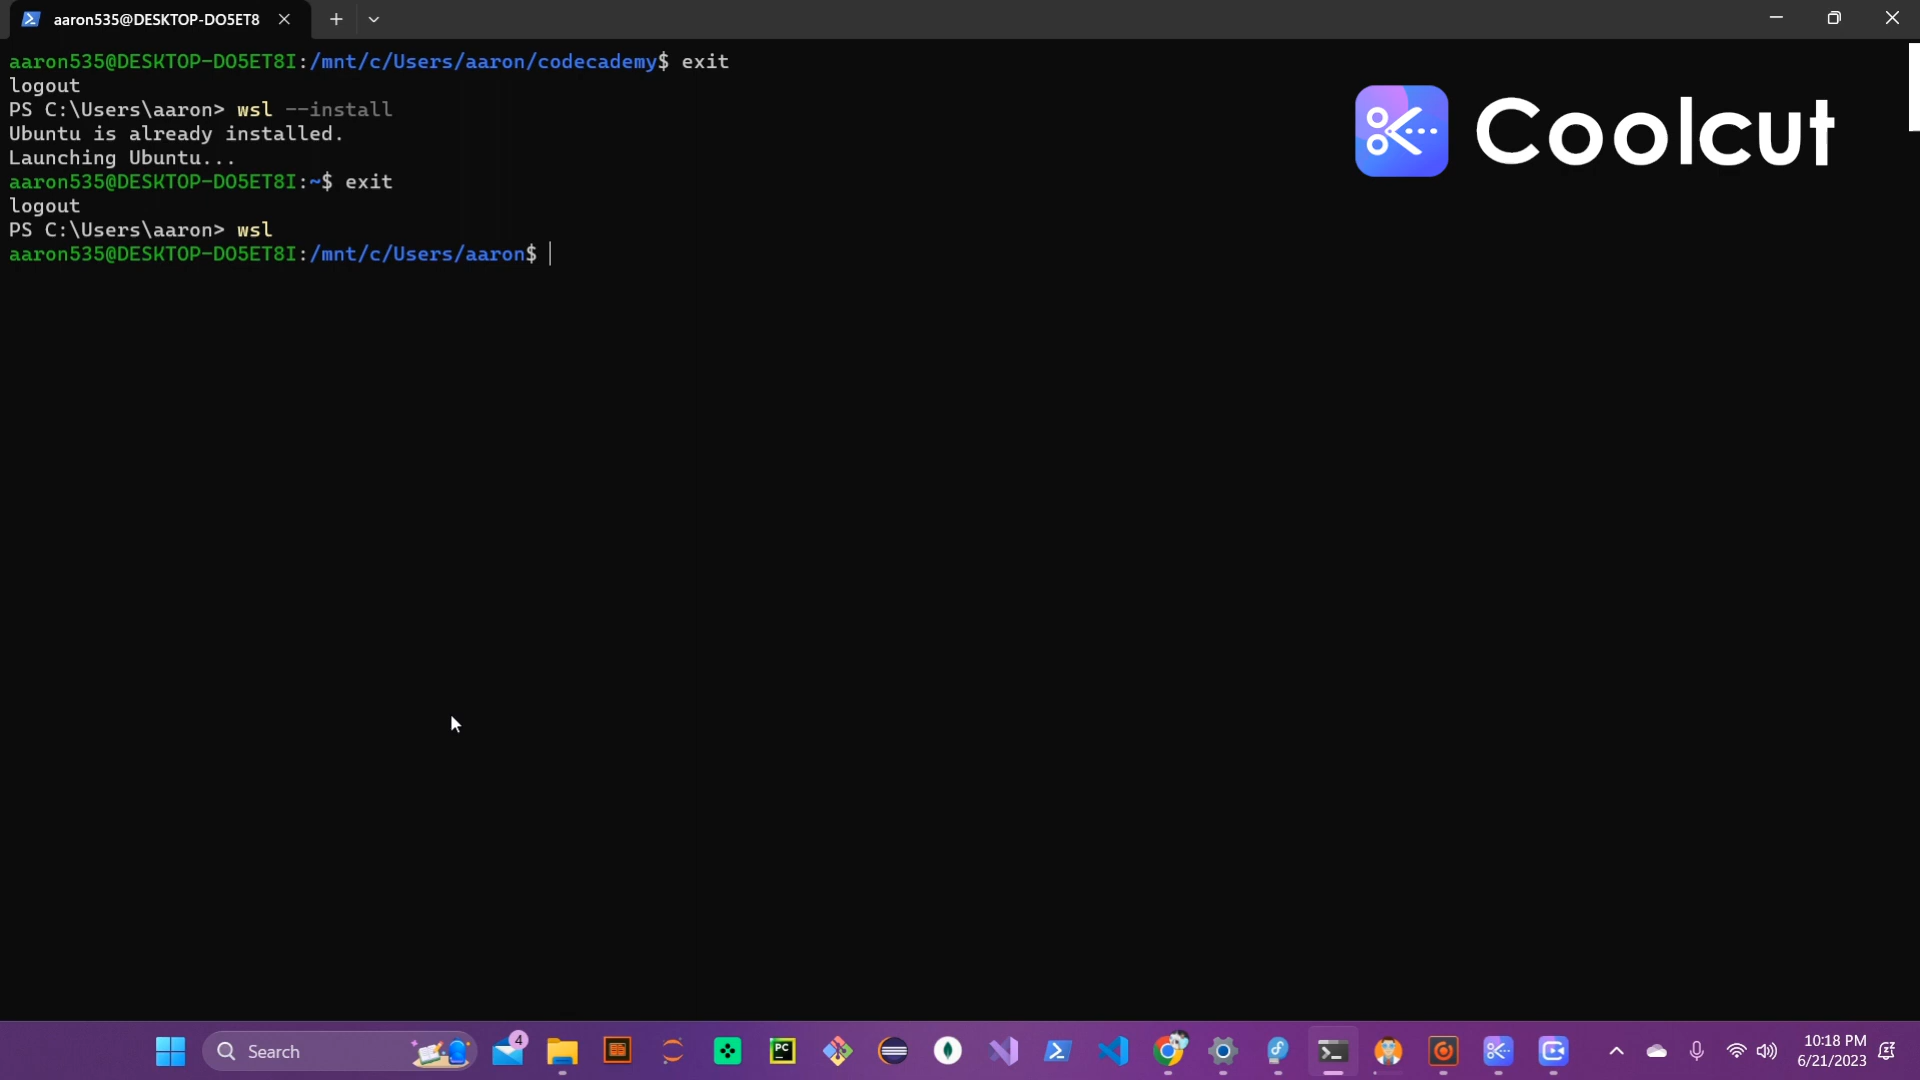 aaron535@DESKTOP-DO5ET8
aaron535@DESKTOP-DO5ET8I:/mnt/c/Users/aaron/codecademy$ exit
logout
PS C:\Users\aaron> wsl --install
Ubuntu is already installed.
Launching Ubuntu...
aaron535@DESKTOP-DO5ET8I:~$ exit
logout
PS C:\Users\aaron> wsl
aaron535@DESKTOP-DO5ET8I:/mnt/c/Users/aaron$
Coolcut
Search
4
PC
10:18 PM
6/21/2023